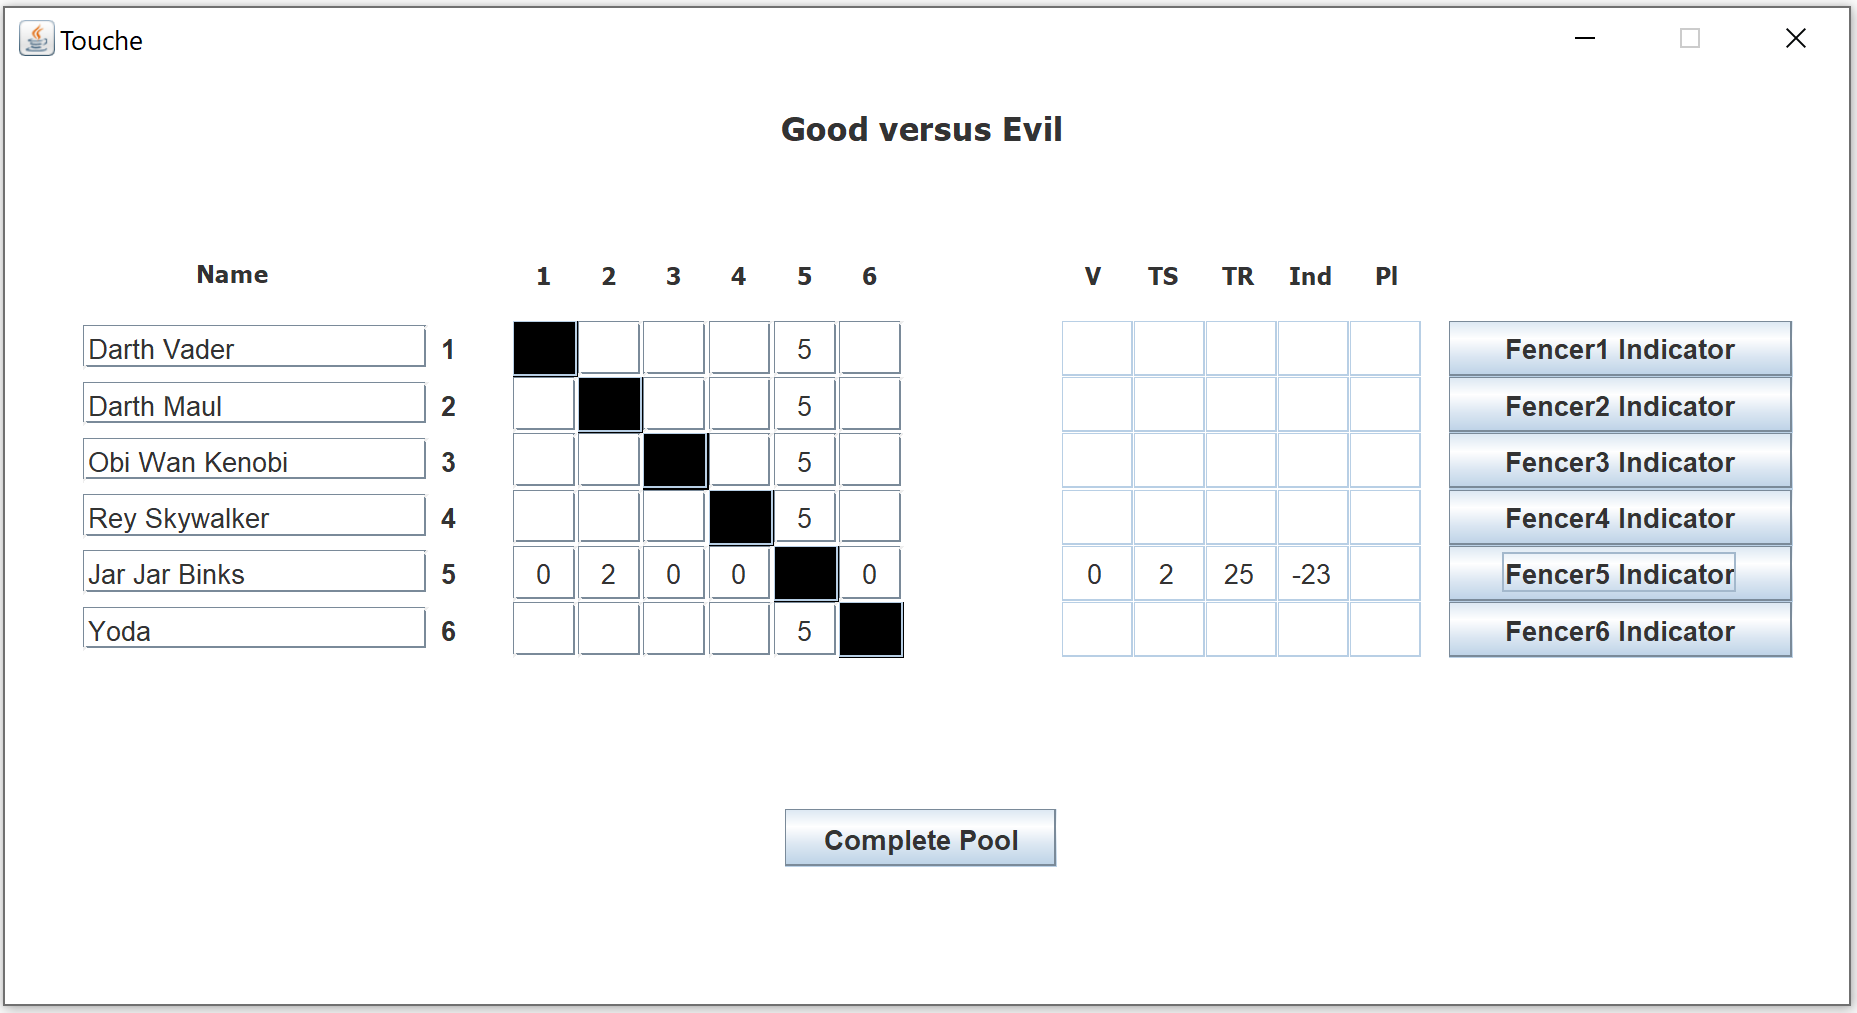 Touche
Good versus Evil
Name 1 2 3 4 5 6 V TS TR Ind Pl
Darth Vader 1 5 Fencer1 Indicator
Darth Maul 2 5 Fencer2 Indicator
Obi Wan Kenobi 3 5 Fencer3 Indicator
Rey Skywalker 4 5 Fencer4 Indicator
Jar Jar Binks 5 0 2 0 0 0 0 2 25 -23 Fencer5 Indicator
Yoda 6 5 Fencer6 Indicator
Complete Pool